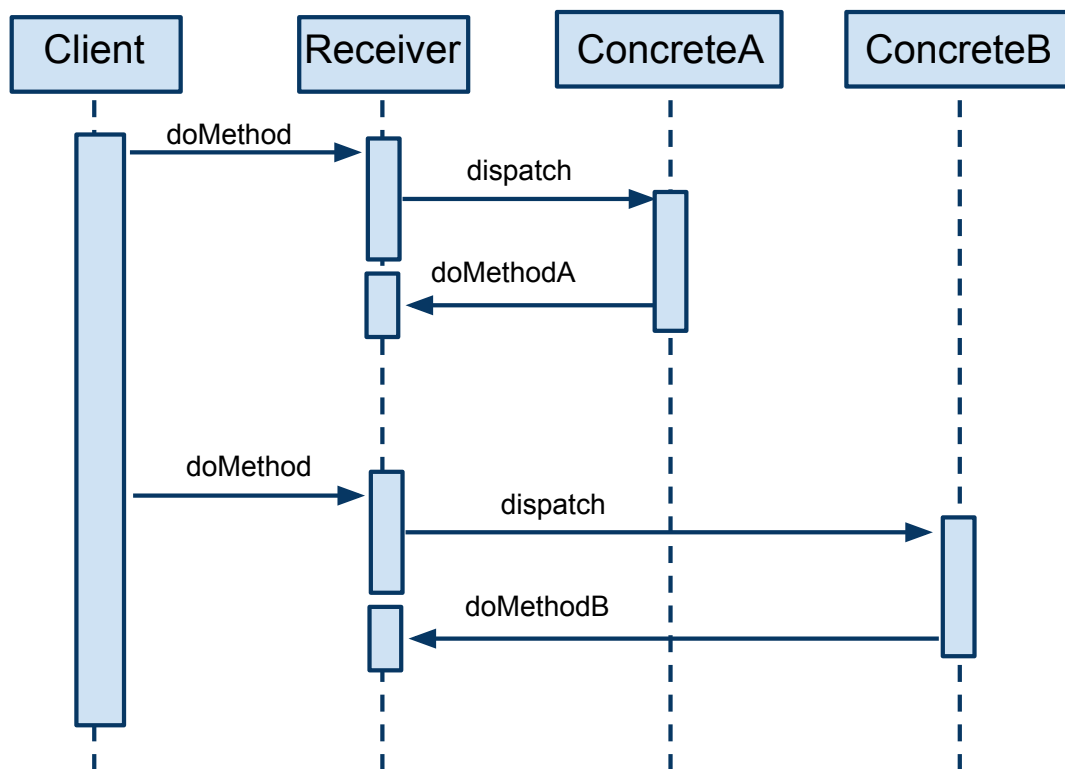 Client
Receiver
ConcreteA
ConcreteB
doMethod
dispatch
doMethodA
doMethod
dispatch
doMethodB